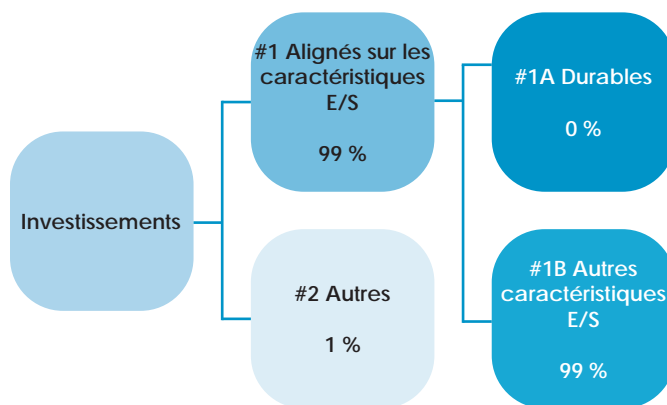 Investissements
#1 Alignés sur les
caractéristiques
E/S
99 %
#2 Autres
1 %
#1A Durables
0 %
#1B Autres
caractéristiques
E/S
99 %